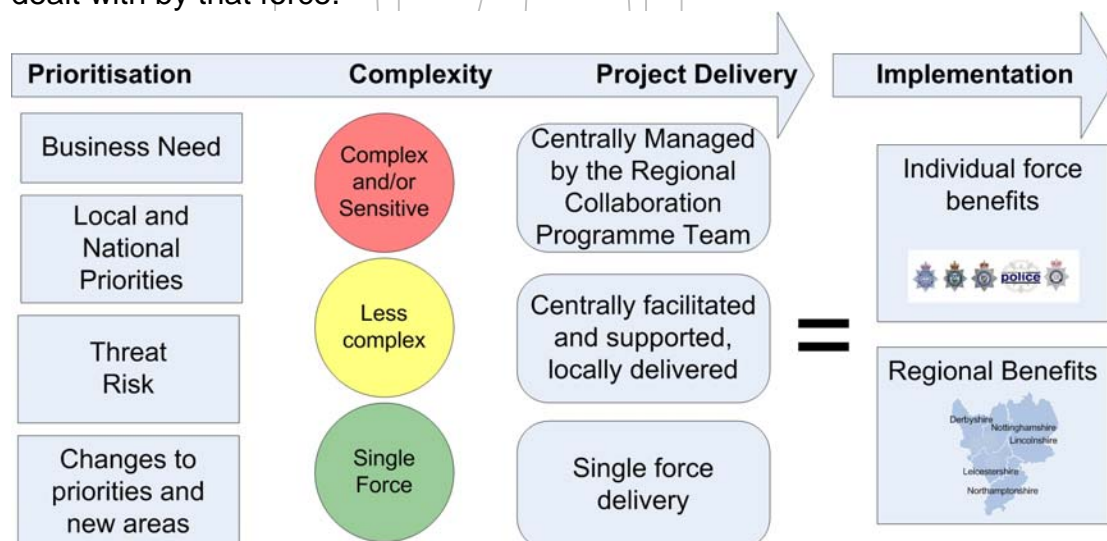 dealt with by that force.
Prioritisation
Complexity
Project Delivery
Implementation
Business Need
Local and
National
Priorities
Threat
Risk
Changes to
priorities and
new areas
Complex
and/or
Sensitive
Less
complex
Single
Force
Centrally Managed
by the Regional
Collaboration
Programme Team
Centrally facilitated
and supported,
locally delivered
Single force
delivery
=
Individual force
benefits
police
Regional Benefits
Derbyshire
Nottinghamshire
Lincolnshire
Leicestershire
Northamptonshire